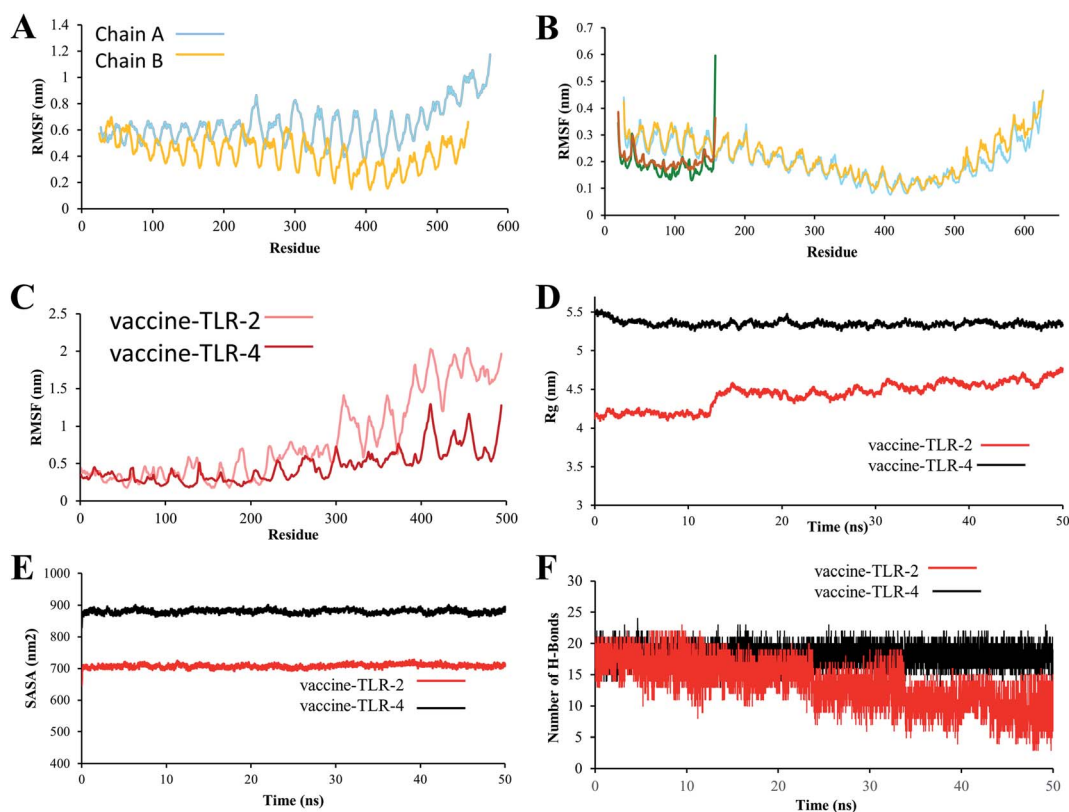 A
Chain A
Chain B
1.4
1.2
1
0.8
0.6
0.4
0.2
0
RMSF (nm)
0 100 200 300 400 500 600
Residue
B
0.7
0.6
0.5
0.4
0.3
0.2
0.1
0
RMSF (nm)
0 100 200 300 400 500 600
Residue
C
vaccine-TLR-2
vaccine-TLR-4
2.5
2
1.5
1
0.5
0
RMSF (nm)
0 100 200 300 400 500
Residue
D
5.5
5
4.5
4
3.5
3
Rg (nm)
vaccine-TLR-2
vaccine-TLR-4
0 10 20 30 40 50
Time (ns)
E
1000
900
800
700
600
500
400
SASA (nm2)
vaccine-TLR-2
vaccine-TLR-4
0 10 20 30 40 50
Time (ns)
F
vaccine-TLR-2
vaccine-TLR-4
30
25
20
15
10
5
0
Number of H-Bonds
0 10 20 30 40 50
Time (ns)